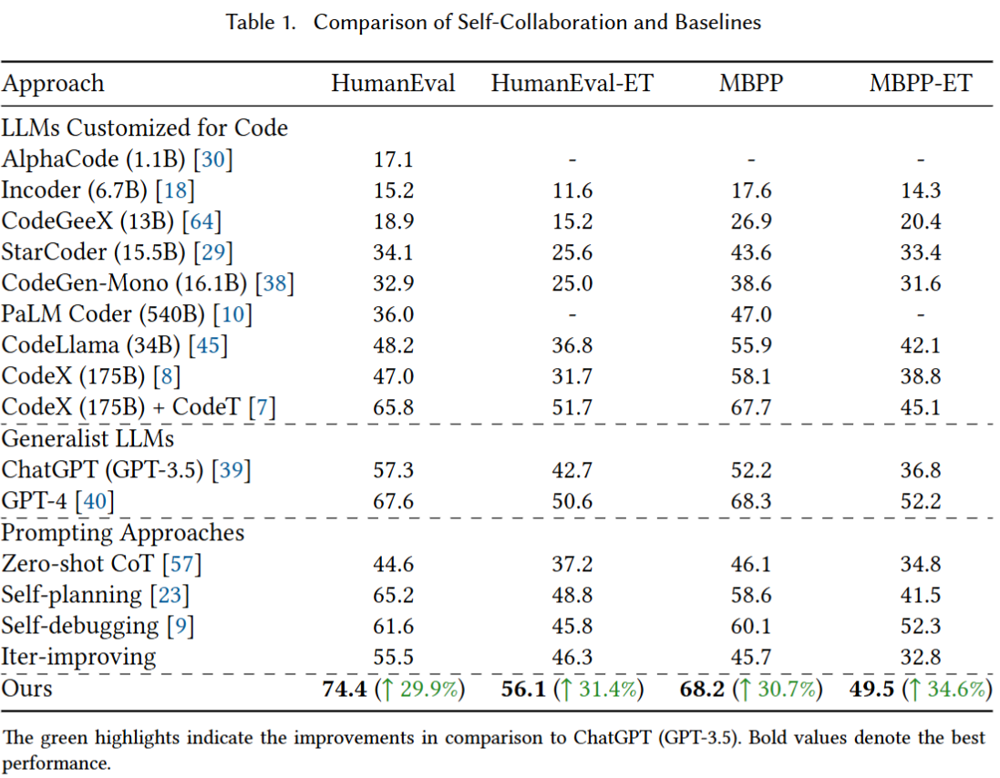 Table 1. Comparison of Self-Collaboration and Baselines
Approach HumanEval HumanEval-ET MBPP MBPP-ET
LLMs Customized for Code
AlphaCode (1.1B) [30] 17.1 - - -
Incoder (6.7B) [18] 15.2 11.6 17.6 14.3
CodeGeeX (13B) [64] 18.9 15.2 26.9 20.4
StarCoder (15.5B) [29] 34.1 25.6 43.6 33.4
CodeGen-Mono (16.1B) [38] 32.9 25.0 38.6 31.6
PaLM Coder (540B) [10] 36.0 - 47.0 -
CodeLlama (34B) [45] 48.2 36.8 55.9 42.1
CodeX (175B) [8] 47.0 31.7 58.1 38.8
CodeX (175B) + CodeT [7] 65.8 51.7 67.7 45.1
Generalist LLMs
ChatGPT (GPT-3.5) [39] 57.3 42.7 52.2 36.8
GPT-4 [40] 67.6 50.6 68.3 52.2
Prompting Approaches
Zero-shot CoT [57] 44.6 37.2 46.1 34.8
Self-planning [23] 65.2 48.8 58.6 41.5
Self-debugging [9] 61.6 45.8 60.1 52.3
Iter-improving 55.5 46.3 45.7 32.8
Ours 74.4 (↑ 29.9%) 56.1 (↑ 31.4%) 68.2 (↑ 30.7%) 49.5 (↑ 34.6%)
The green highlights indicate the improvements in comparison to ChatGPT (GPT-3.5). Bold values denote the best
performance.